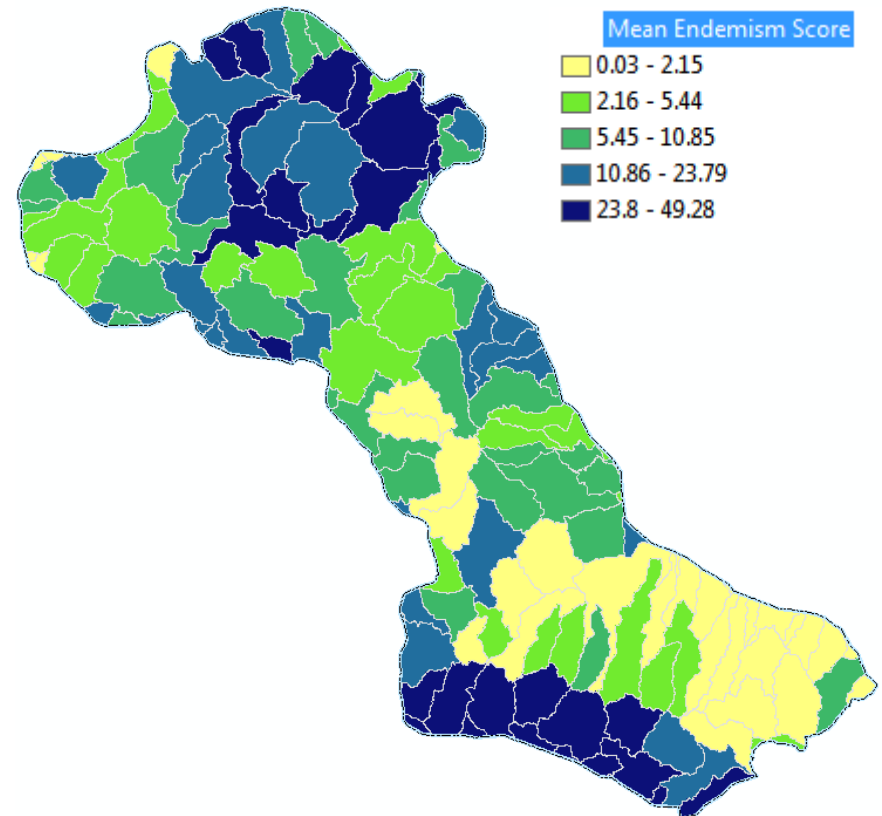 Mean Endemism Score
0.03 - 2.15
2.16 - 5.44
5.45 - 10.85
10.86 - 23.79
23.8 - 49.28